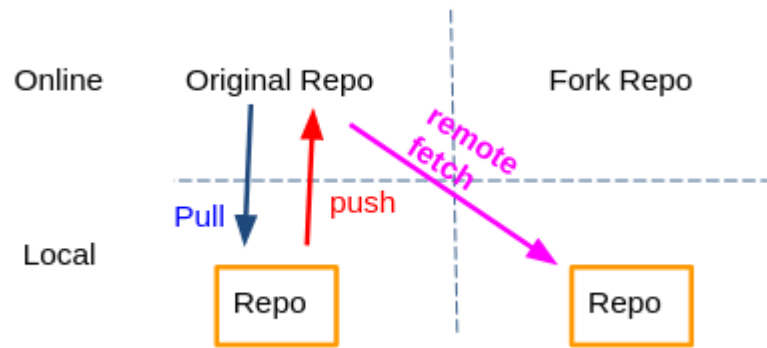 Online
Original Repo
Fork Repo
remote
fetch
Pull
push
Local
Repo
Repo